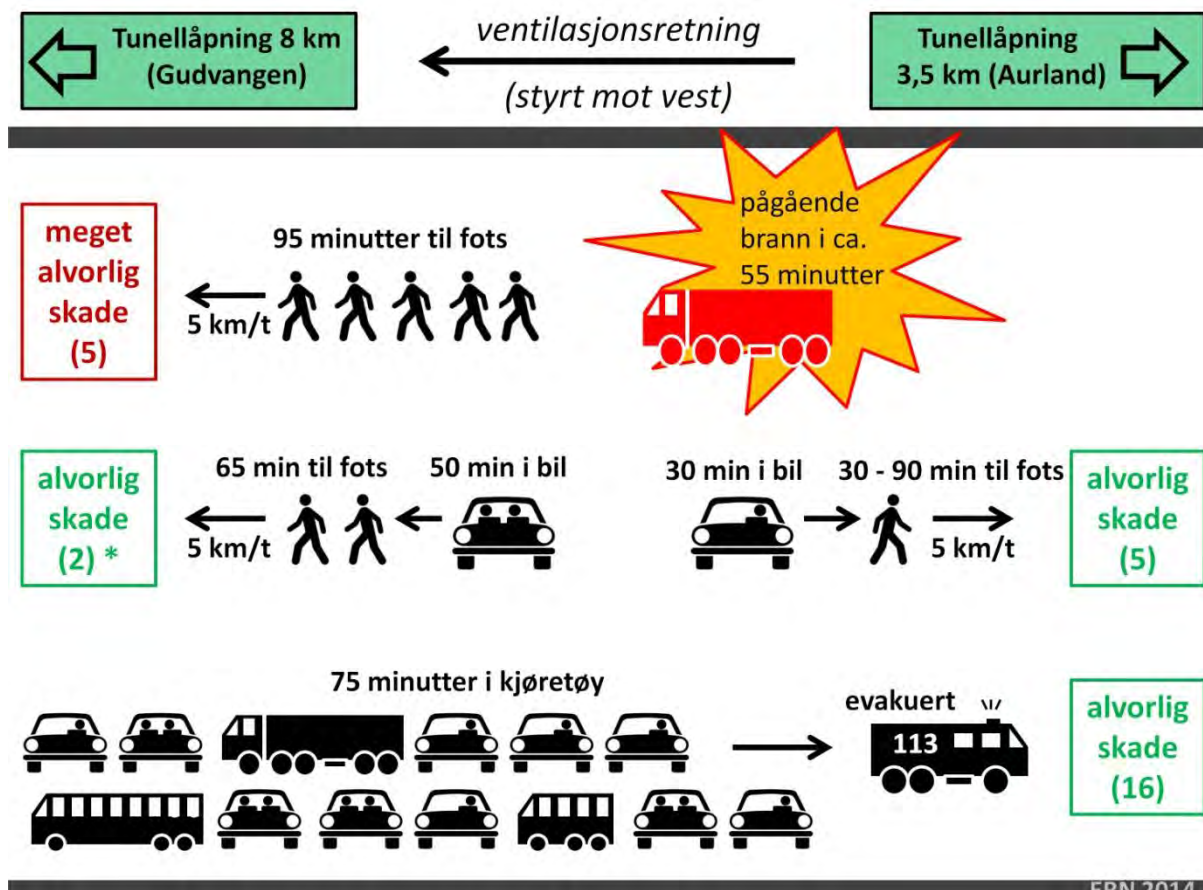 Tunellåpning 8 km
(Gudvangen)
ventilasjonsretning
(styrt mot vest)
Tunellåpning
3,5 km (Aurland)
meget
alvorlig
skade
(5)
95 minutter til fots
5 km/t
pågående
brann i ca.
55 minutter
alvorlig
skade
(2) *
65 min til fots
50 min i bil
5 km/t
30 min i bil
30 - 90 min til fots
5 km/t
alvorlig
skade
(5)
75 minutter i kjøretøy
evakuert
113
alvorlig
skade
(16)
2014